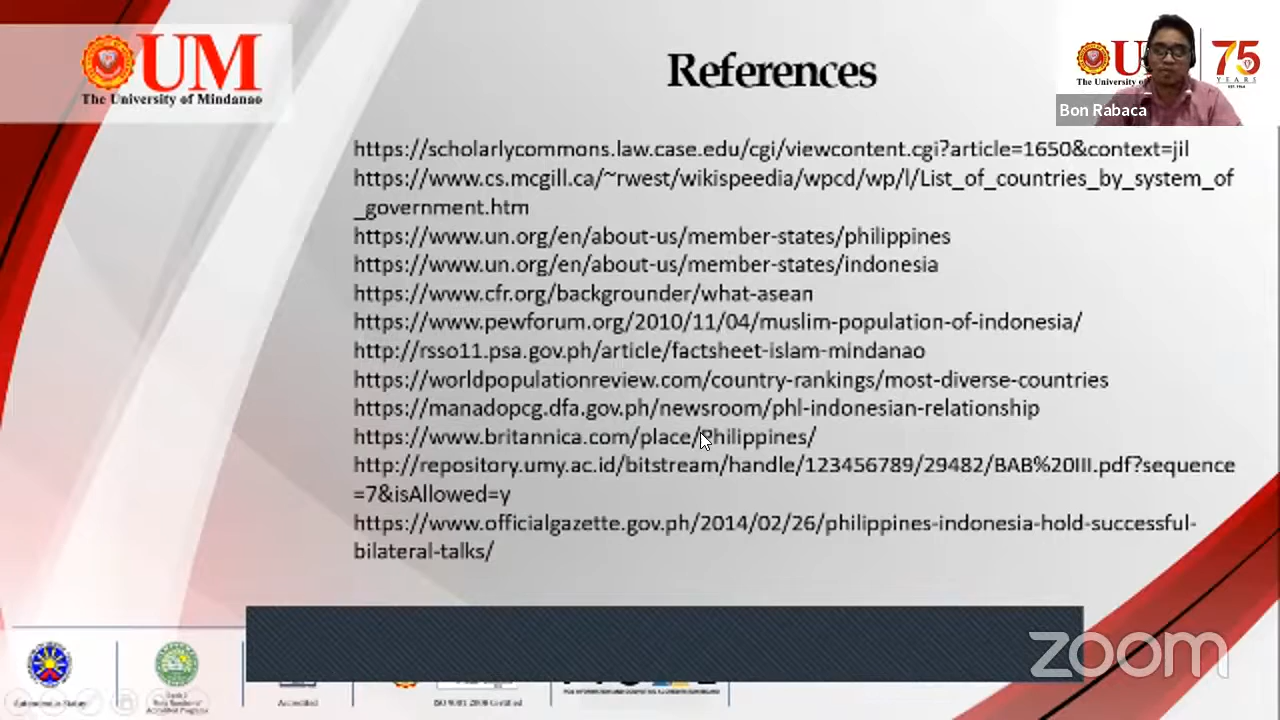 UM
The University of Mindanao
References
U
75
The University of
YEARS
Bon Rabaca
https://scholarlycommons.law.case.edu/cgi/viewcontent.cgi?article=1650&context=jil
https://www.cs.mcgill.ca/~rwest/wikispeedia/wpcd/wp/l/List_of_countries_by_system_of
_government.htm
https://www.un.org/en/about-us/member-states/philippines
https://www.un.org/en/about-us/member-states/indonesia
https://www.cfr.org/backgrounder/what-asean
https://www.pewforum.org/2010/11/04/muslim-population-of-indonesia/
http://rsso11.psa.gov.ph/article/factsheet-islam-mindanao
https://worldpopulationreview.com/country-rankings/most-diverse-countries
https://manadopcg.dfa.gov.ph/newsroom/phl-indonesian-relationship
https://www.britannica.com/place/Philippines/
http://repository.umy.ac.id/bitstream/handle/123456789/29482/BAB%20III.pdf?sequence
=7&isAllowed=y
https://www.officialgazette.gov.ph/2014/02/26/philippines-indonesia-hold-successful-
bilateral-talks/
zoom
Accredited